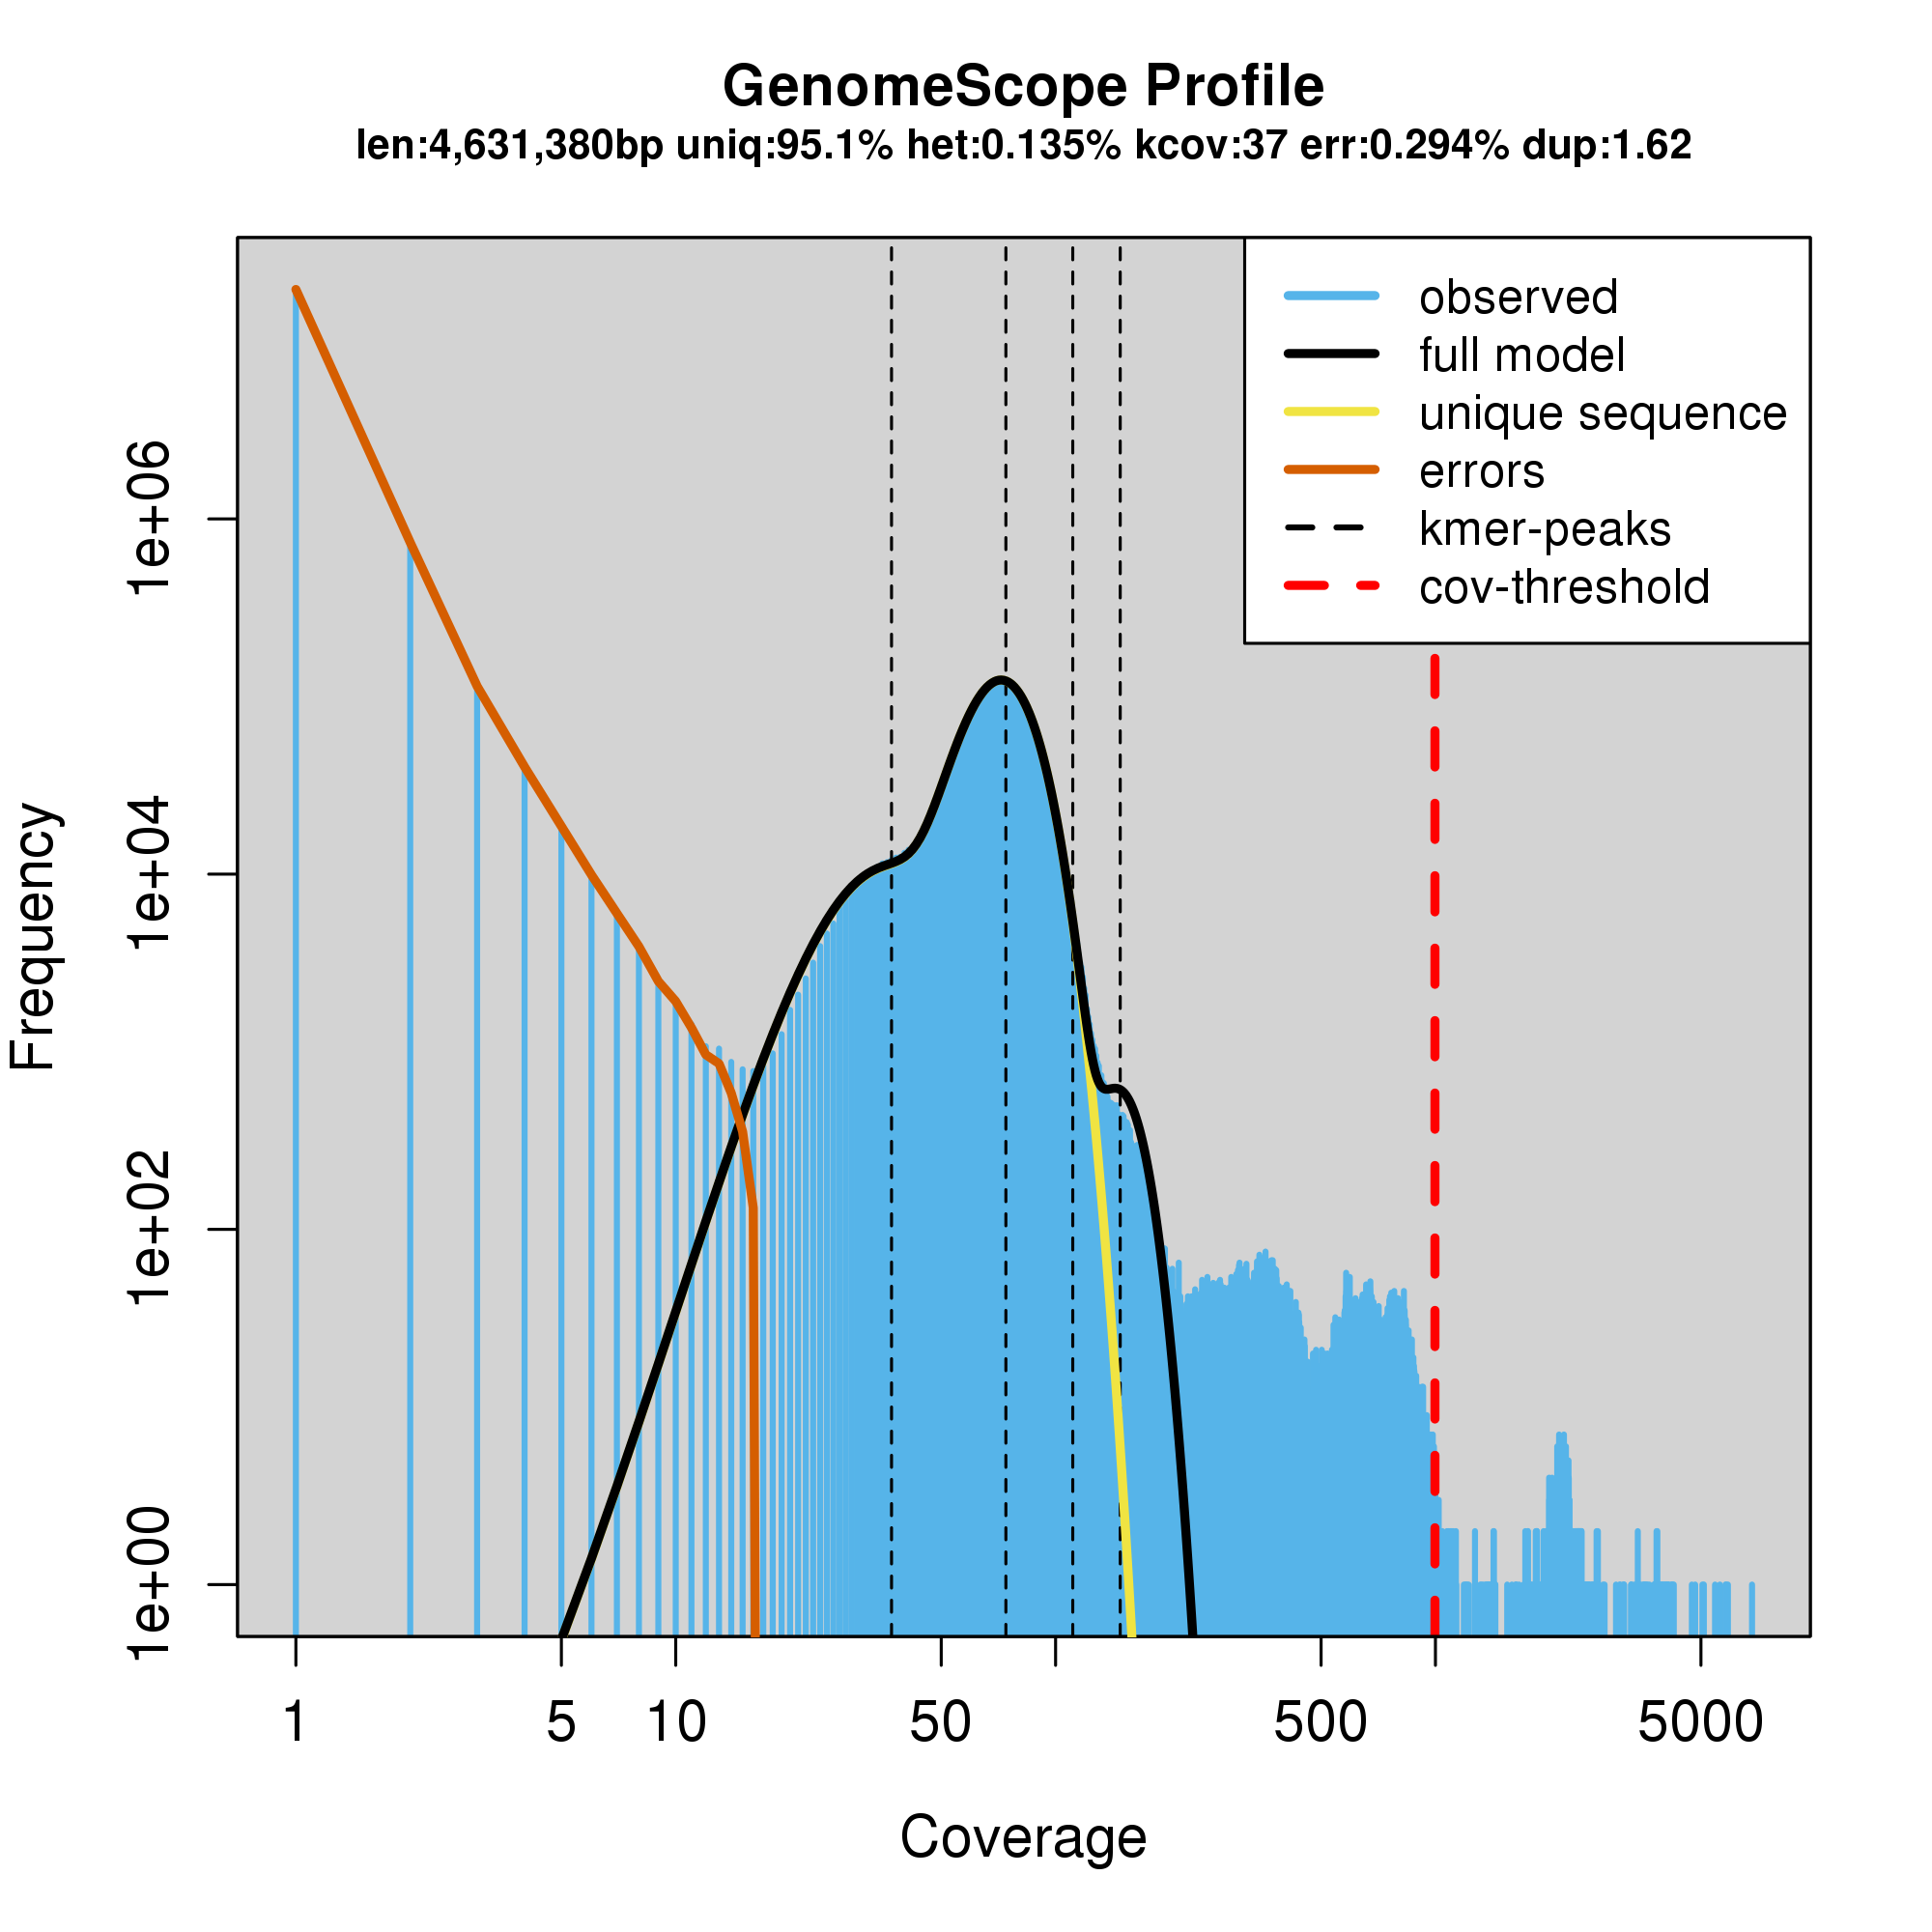 GenomeScope Profile
len:4,631,380bp uniq:95.1% het:0.135% kcov:37 err:0.294% dup:1.62
observed
full model
unique sequence
errors
kmer-peaks
cov-threshold
Frequency
1e+06
1e+04
1e+02
1e+00
1 5 10 50 500 5000
Coverage